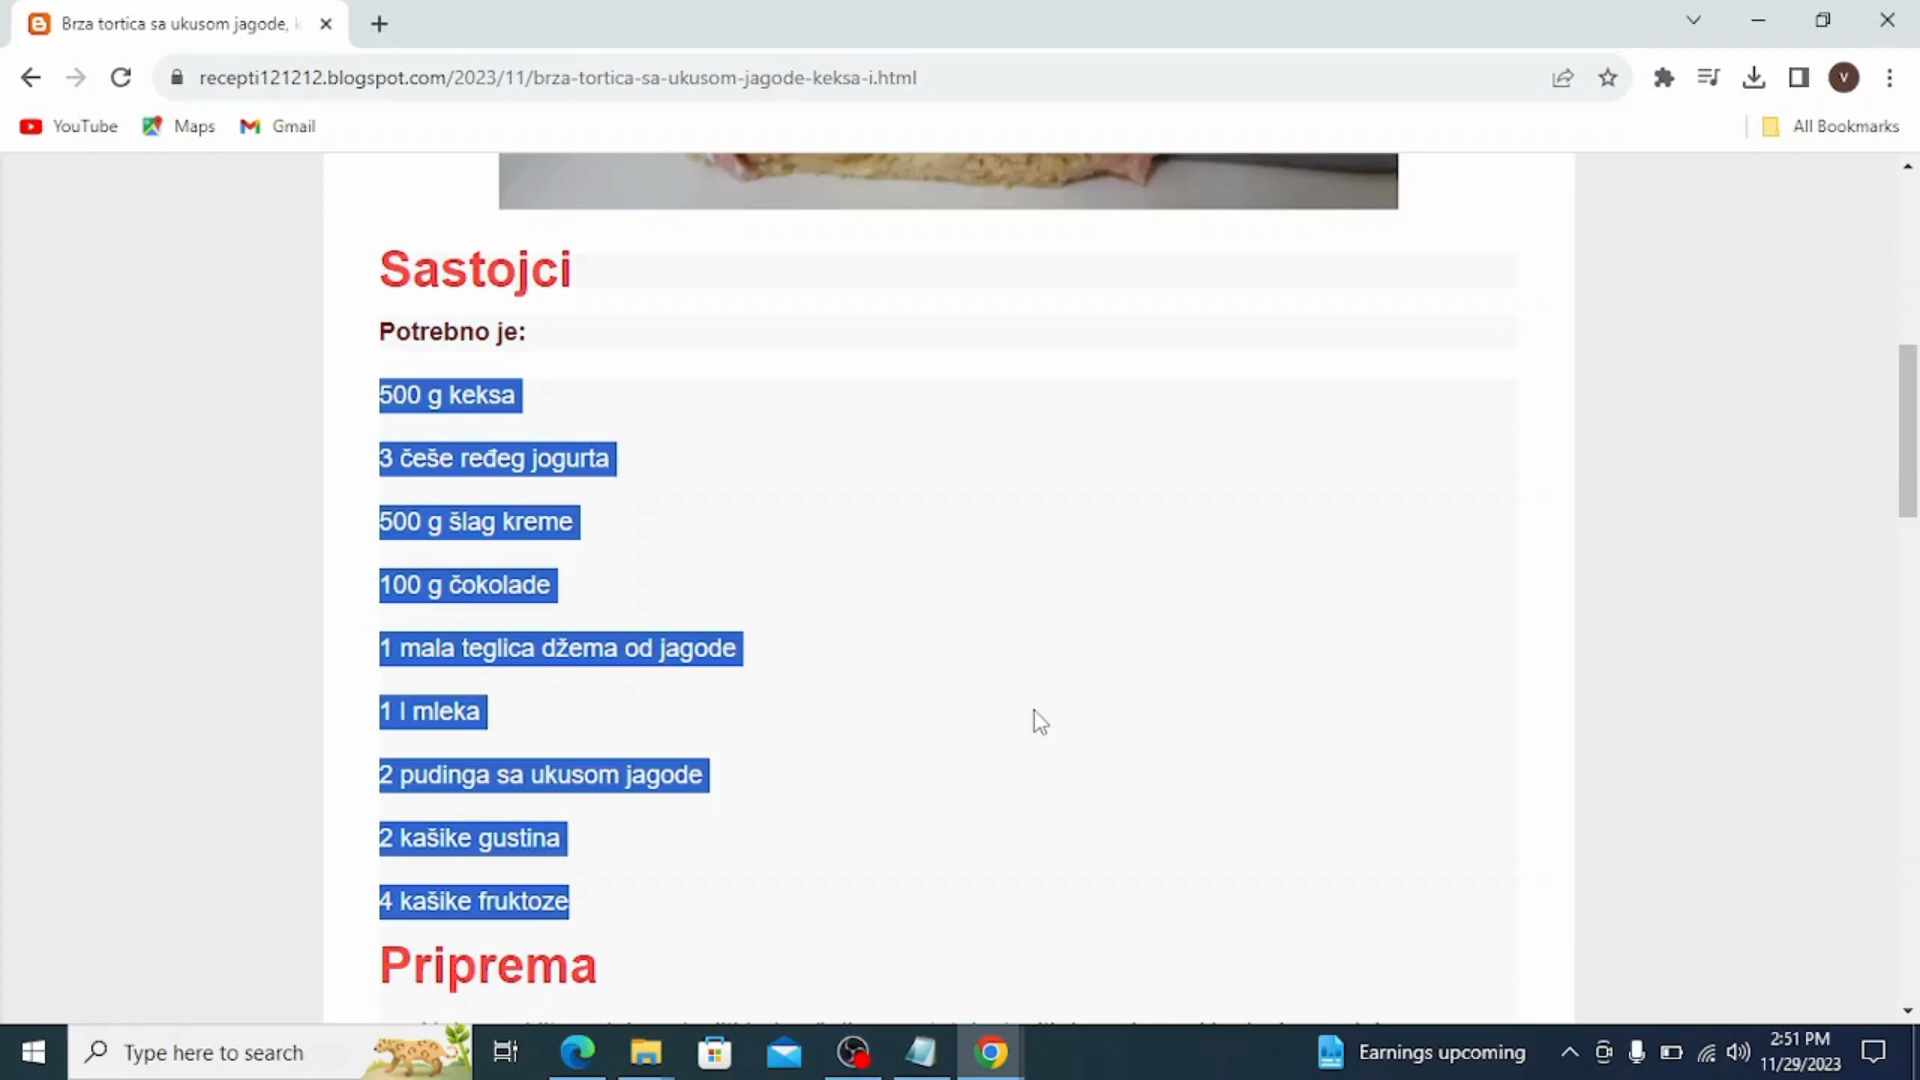 Brza tortica sa ukusom jagode,
recepti121212.blogspot.com/2023/11/brza-tortica-sa-ukusom-jagode-keksa-i.html
V
YouTube Maps Gmail All Bookmarks
Sastojci
Potrebno je:
500 g keksa
3 češe ređeg jogurta
500 g šlag kreme
100 g čokolade
1 mala teglica džema od jagode
1 l mleka
2 pudinga sa ukusom jagode
2 kašike gustina
4 kašike fruktoze
Priprema
Type here to search
Earnings upcoming
2:51 PM
11/29/2023